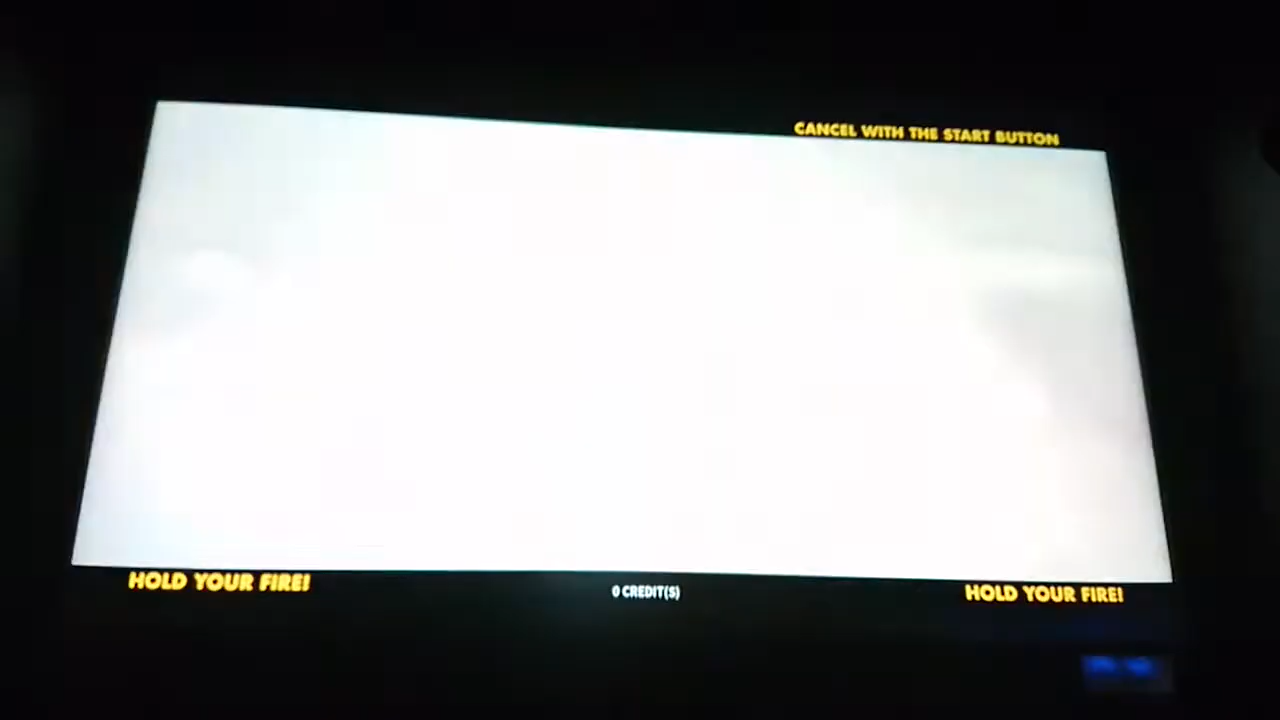 CANCEL WITH THE START BUTTON
HOLD YOUR FIRE!
0 CREDIT(S)
HOLD YOUR FIRE!